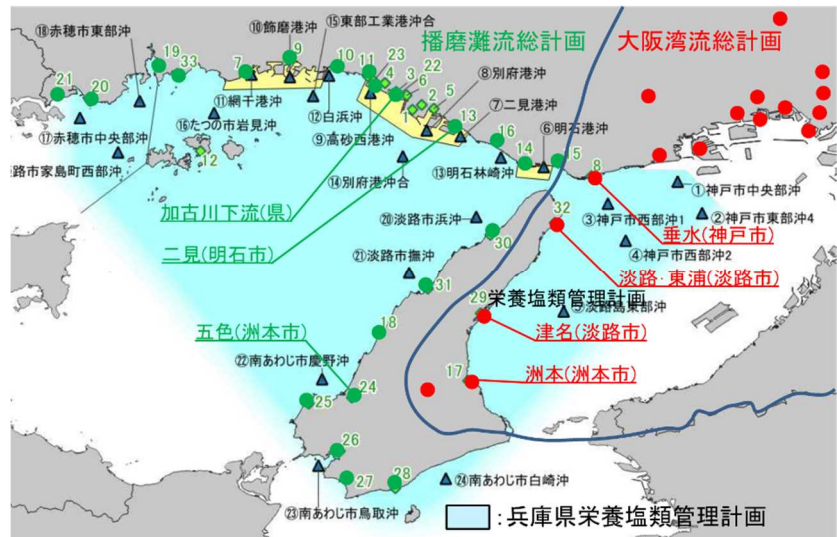 ⑱赤穂市東部沖
⑩飾磨港沖
⑮東部工業港沖合
播磨灘流総計画
大阪湾流総計画
19
33
7
9
10
11
23
4
3
22
6
1
2
5
21
20
⑧別府港沖
⑦二見港沖
⑪網干港沖
⑫白浜沖
⑯たつの市岩見沖
⑨高砂西港沖
13
16
⑥明石港沖
⑰赤穂市中央部沖
14
15
12
⑬明石林崎沖
⑭別府港沖合
8
路市家島町西部沖
①神戸市中央部沖
加古川下流(県)
⑳淡路市浜沖
32
③神戸市西部沖1
②神戸市東部沖4
垂水(神戸市)
二見(明石市)
30
④神戸市西部沖2
㉑淡路市撫沖
淡路・東浦(淡路市)
31
29
栄養塩類管理計画
⑤淡路島東部沖
五色(洲本市)
18
津名(淡路市)
㉒南あわじ市慶野沖
17
洲本(洲本市)
24
25
26
27
28
㉔南あわじ市白崎沖
㉓南あわじ市鳥取沖
:兵庫県栄養塩類管理計画